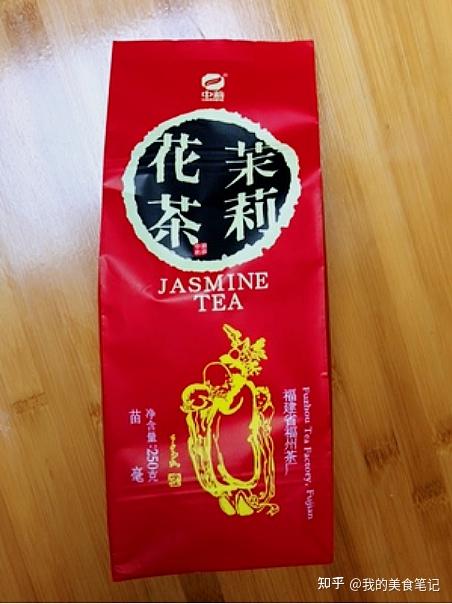 中茶
茉莉
花茶
JASMINE
TEA
福建省福州茶厂
Fuzhou Tea Factory, Fujian
净含量:250克
苗毫
知乎 @我的美食笔记